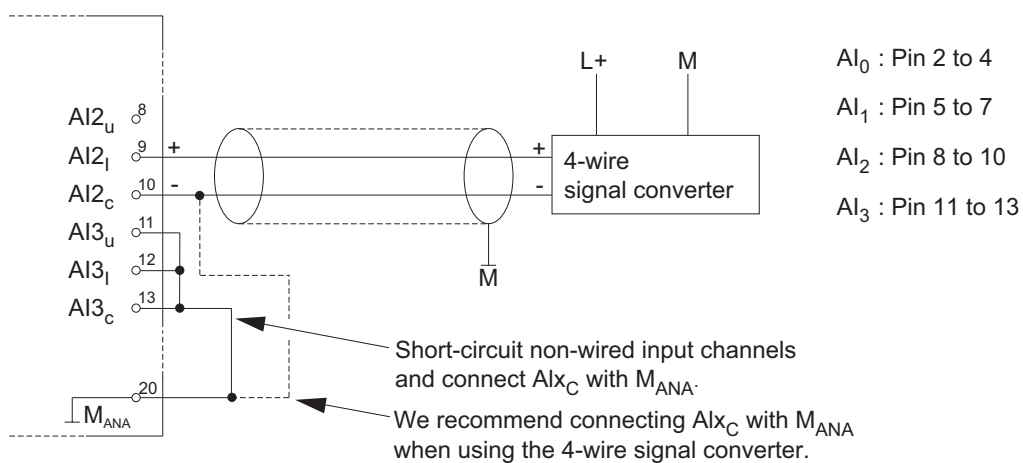 L+ M
AI0 : Pin 2 to 4
AI2u 8
AI1 : Pin 5 to 7
AI2l 9 + + 4-wire
AI2 : Pin 8 to 10
AI2c 10 - - signal converter
AI3 : Pin 11 to 13
AI3u 11
AI3l 12
M
AI3c 13
Short-circuit non-wired input channels
and connect AIxC with MANA.
20
MANA
We recommend connecting AIxC with MANA
when using the 4-wire signal converter.